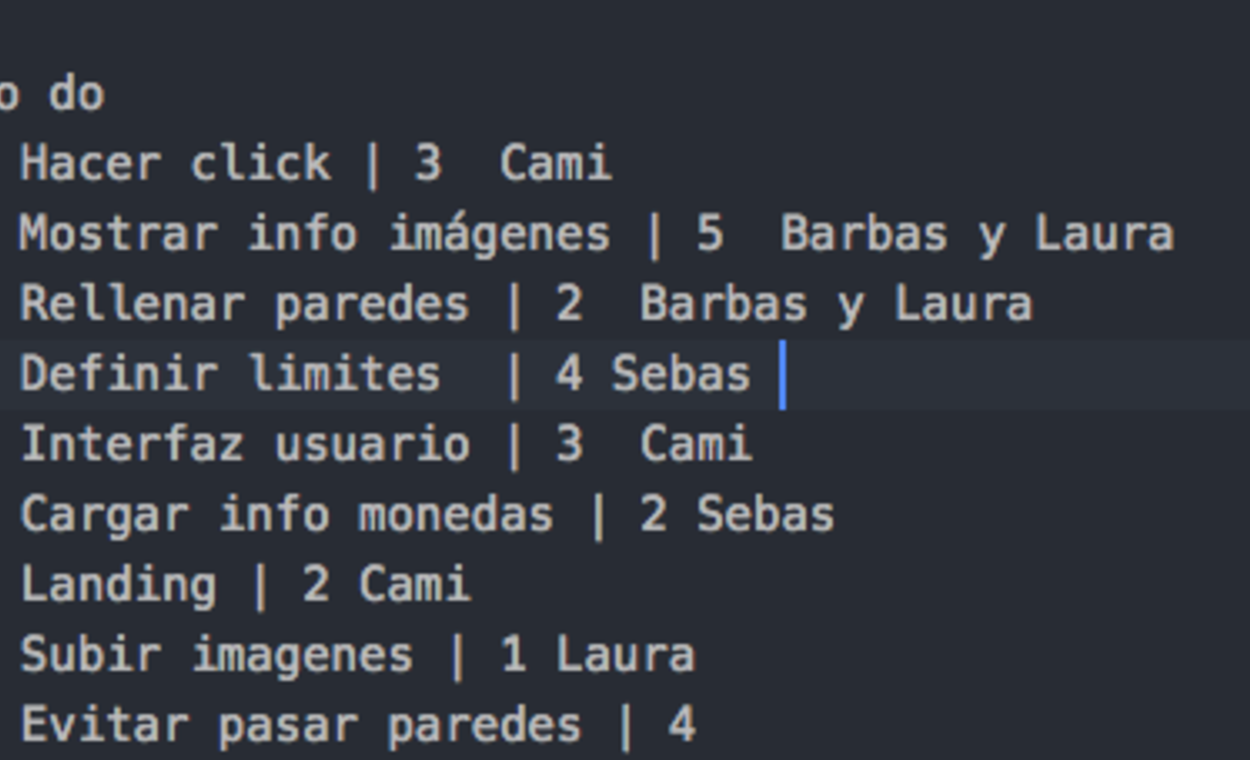 o do
Hacer click | 3  Cami
Mostrar info imágenes | 5  Barbas y Laura
Rellenar paredes | 2  Barbas y Laura
Definir limites  | 4 Sebas
Interfaz usuario | 3  Cami
Cargar info monedas | 2 Sebas
Landing | 2 Cami
Subir imagenes | 1 Laura
Evitar pasar paredes | 4